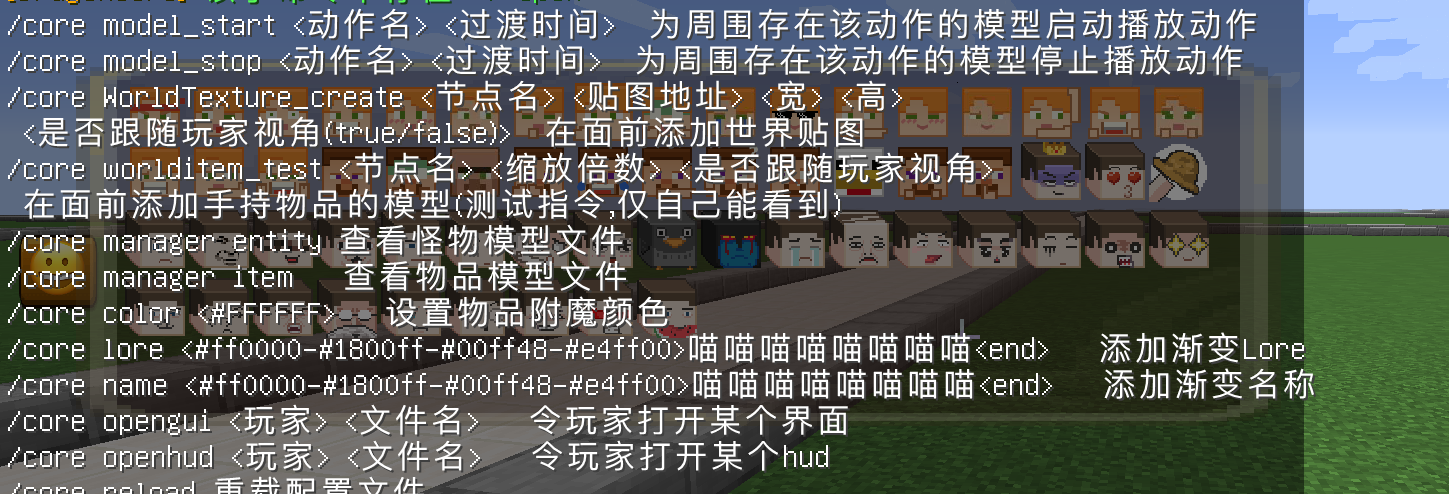 /core model_start <动作名> <过渡时间> 为周围存在该动作的模型启动播放动作
/core model_stop <动作名> <过渡时间> 为周围存在该动作的模型停止播放动作
/core WorldTexture_create <节点名> <贴图地址> <宽> <高>
<是否跟随玩家视角(true/false)> 在面前添加世界贴图
/core worlditem_test <节点名> <缩放倍数> <是否跟随玩家视角>
在面前添加手持物品的模型(测试指令,仅自己能看到)
/core manager entity 查看怪物模型文件
/core manager item 查看物品模型文件
/core color <#FFFFFF> 设置物品附魔颜色
/core lore <#ff0000-#1800ff-#00ff48-#e4ff00>喵喵喵喵喵喵喵喵<end> 添加渐变Lore
/core name <#ff0000-#1800ff-#00ff48-#e4ff00>喵喵喵喵喵喵喵喵<end> 添加渐变名称
/core opengui <玩家> <文件名> 令玩家打开某个界面
/core openhud <玩家> <文件名> 令玩家打开某个hud
/core reload 重载配置文件